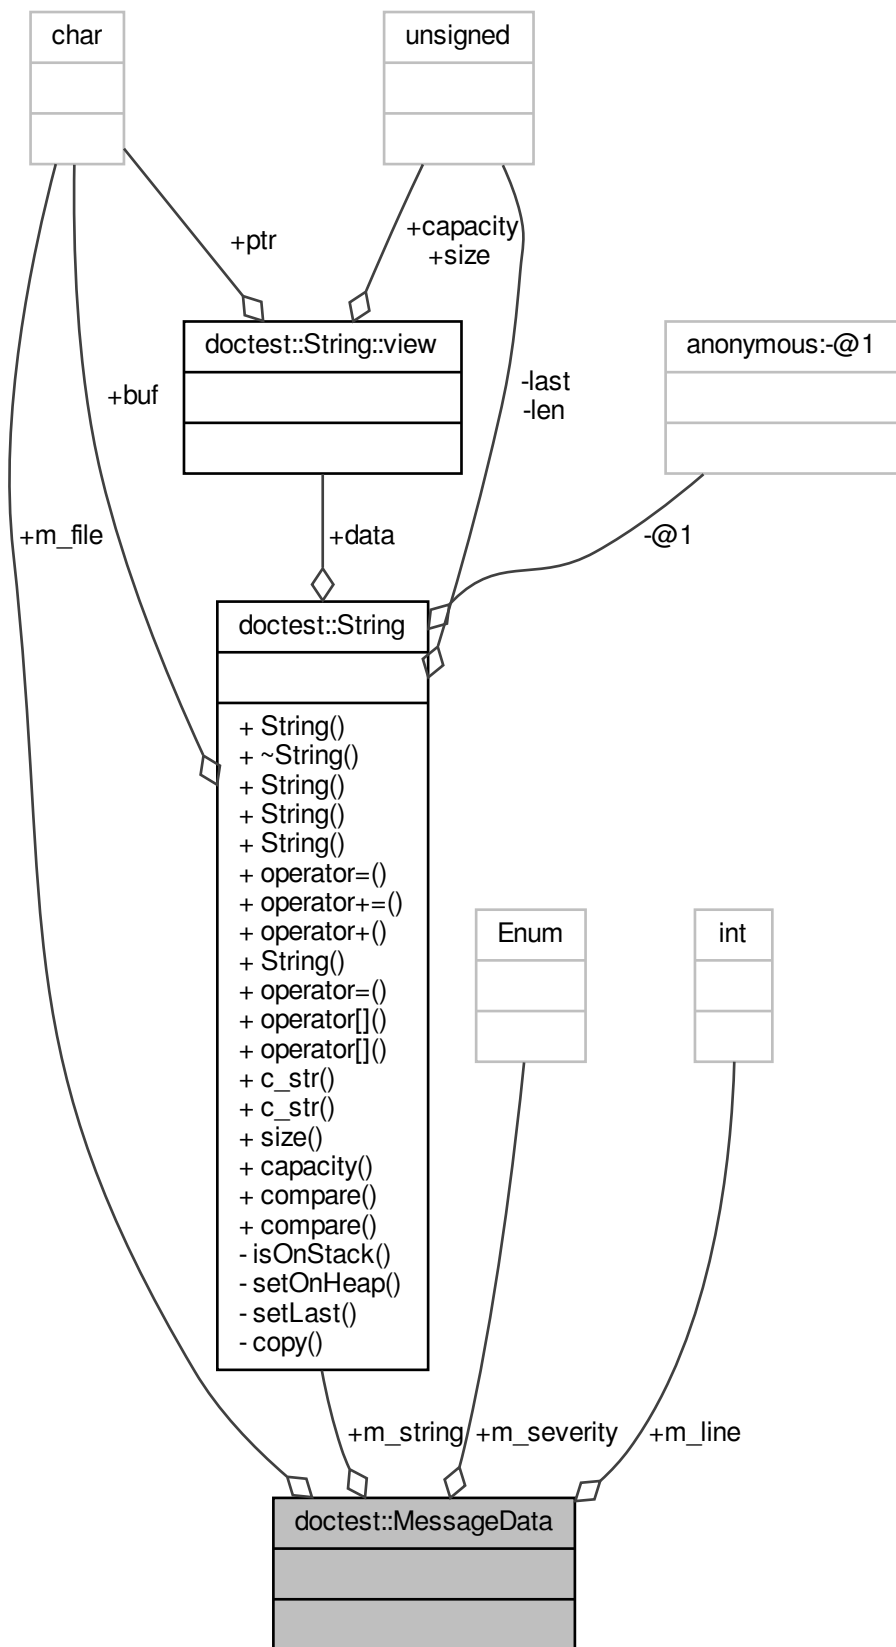 char
unsigned
+ptr
+capacity
+size
doctest::String::view
anonymous:-@1
+buf
-last
-len
+m_file
+data
-@1
doctest::String
+ String()
+ ~String()
+ String()
+ String()
+ String()
+ operator=()
+ operator+=()
+ operator+()
+ String()
+ operator=()
+ operator[]()
+ operator[]()
+ c_str()
+ c_str()
+ size()
+ capacity()
+ compare()
+ compare()
- isOnStack()
- setOnHeap()
- setLast()
- copy()
Enum
int
+m_string
+m_severity
+m_line
doctest::MessageData